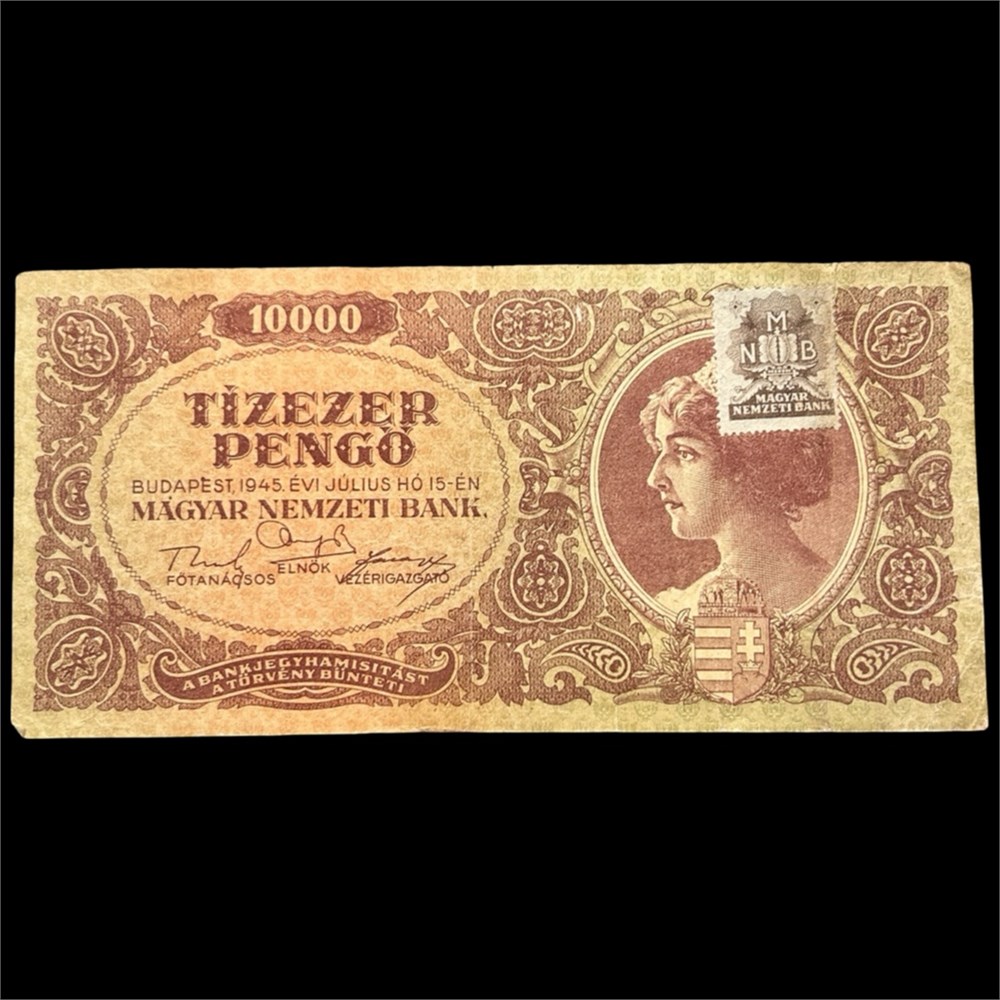 10000
TÍZEZER
PENGŐ
BUDAPEST, 1945. ÉVI JÚLIUS HÓ 15-ÉN
MAGYAR NEMZETI BANK.
FŐTANÁCSOS
ELNÖK
VEZÉRIGAZGATÓ
A BANKJEGYHAMISITÁST
A TÖRVÉNY BÜNTETI
M
N B
MAGYAR
NEMZETI BANK